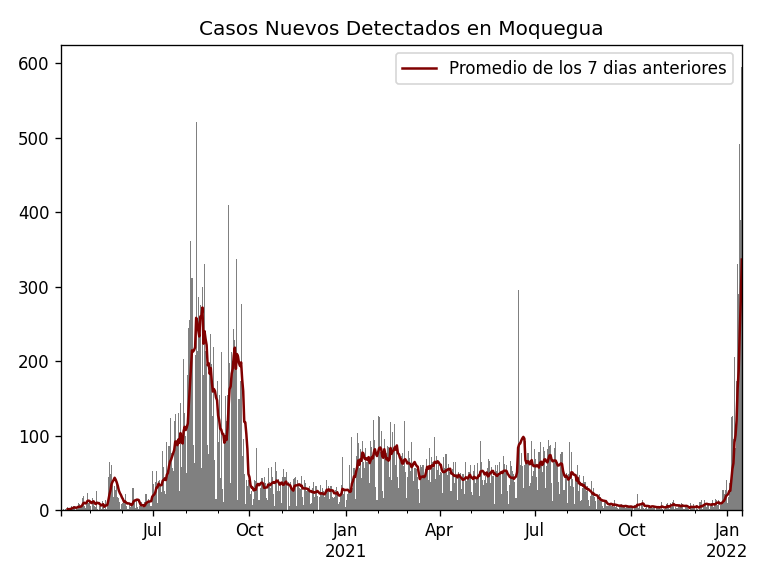 Casos Nuevos Detectados en Moquegua
Promedio de los 7 dias anteriores
600
500
400
300
200
100
0
Jul
Oct
Jan
2021
Apr
Jul
Oct
Jan
2022